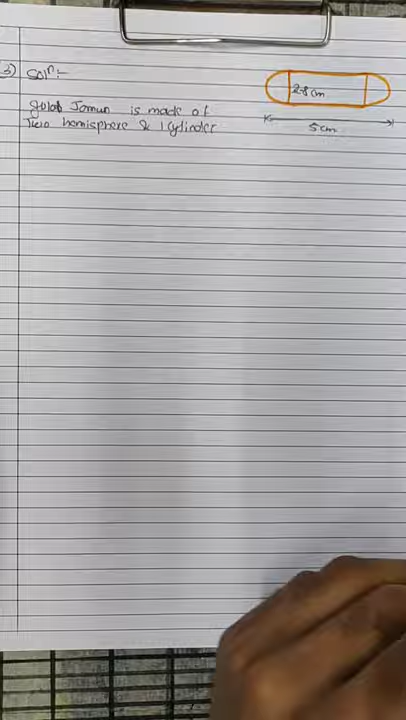 3) Solⁿ:-
2.8 cm
5 cm
Gulab Jamun is made of
Two hemisphere & 1 cylinder